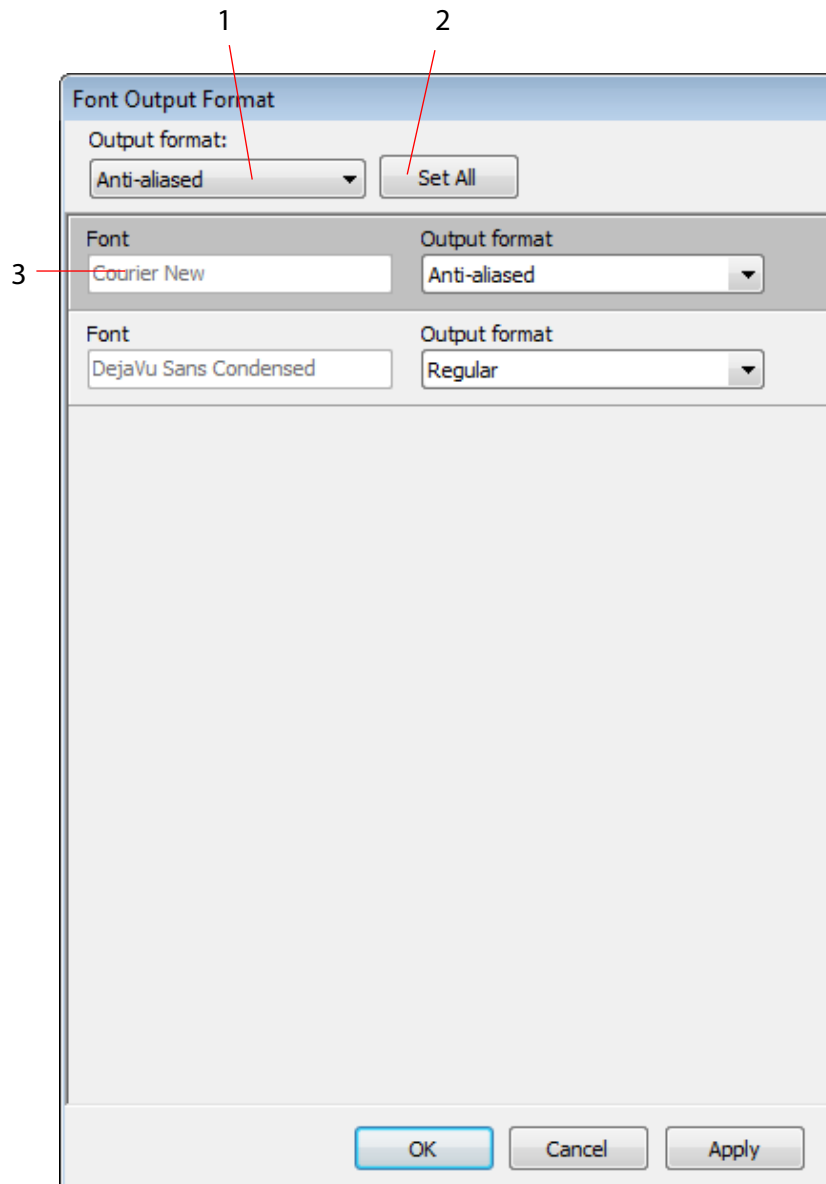 1 2
Font Output Format
Output format:
Anti-aliased Set All
Font Output format
3 Courier New Anti-aliased
Font Output format
DejaVu Sans Condensed Regular
OK Cancel Apply